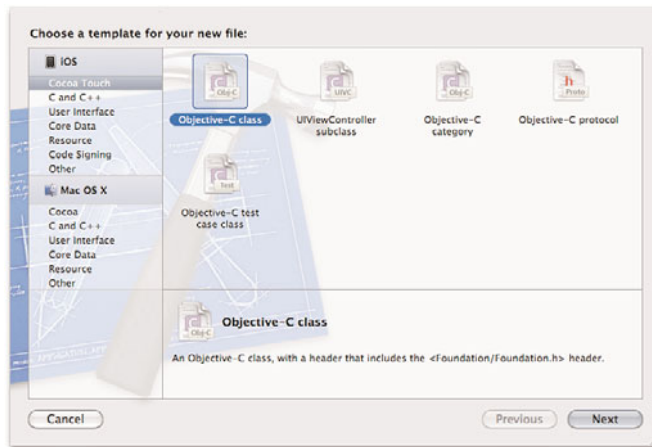 Choose a template for your new file:
iOS
Cocoa Touch
C and C++
User Interface
Core Data
Resource
Code Signing
Other
Mac OS X
Cocoa
C and C++
User Interface
Core Data
Resource
Other
Obj-C
UIVC
Obj-C
h
Proto
Objective-C class
UIViewController
subclass
Objective-C
category
Objective-C protocol
Test
Objective-C test
case class
Obj-C
Objective-C class
An Objective-C class, with a header that includes the <Foundation/Foundation.h> header.
Cancel
Previous
Next